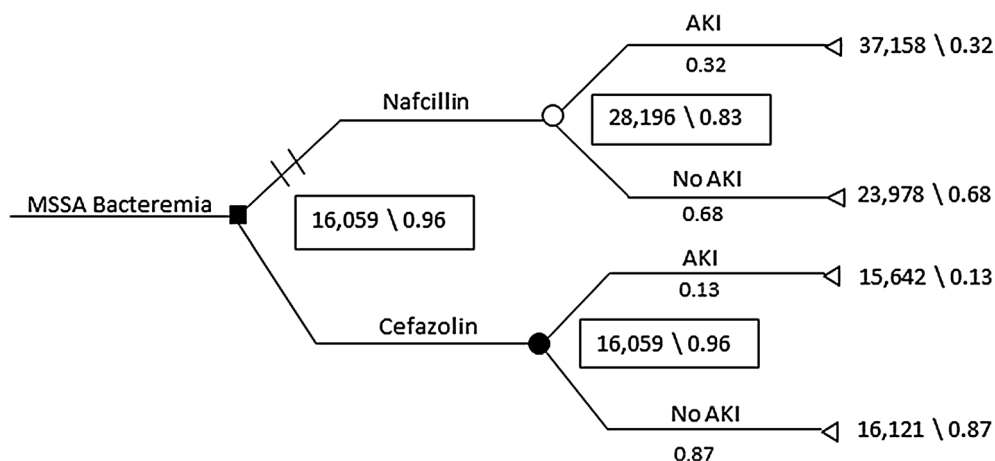 AKI
37,158 \ 0.32
0.32
Nafcillin
28,196 \ 0.83
No AKI
23,978 \ 0.68
0.68
MSSA Bacteremia
16,059 \ 0.96
AKI
15,642 \ 0.13
0.13
Cefazolin
16,059 \ 0.96
No AKI
16,121 \ 0.87
0.87